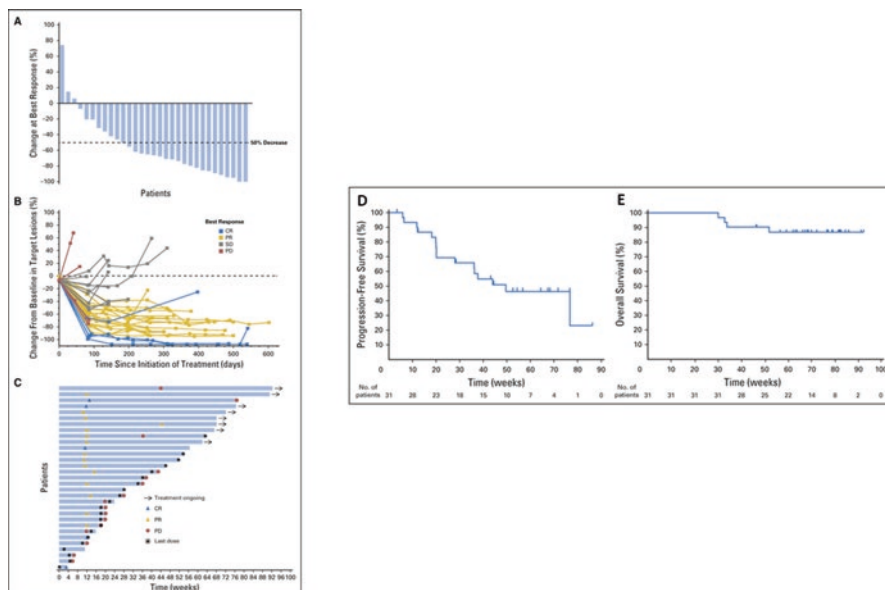 A
Change at Best Response (%)
100
80
60
40
20
0
−20
−40
−60
−80
−100
50% Decrease
Patients
B
Change From Baseline in Target Lesions (%)
100
80
60
40
20
0
−20
−40
−60
−80
−100
Best Response
CR
PR
SD
PD
0 100 200 300 400 500 600
Time Since Initiation of Treatment (days)
C
Patients
Treatment ongoing
CR
PR
PD
Last dose
0 4 8 12 16 20 24 28 32 36 40 44 48 52 56 60 64 68 72 76 80 84 88 92 96 100
Time (weeks)
D
Progression-Free Survival (%)
100
90
80
70
60
50
40
30
20
10
0 10 20 30 40 50 60 70 80 90
Time (weeks)
No. of
patients 31 28 23 18 15 10 7 4 1 0
E
Overall Survival (%)
100
90
80
70
60
50
40
30
20
10
0 10 20 30 40 50 60 70 80 90 100
Time (weeks)
No. of
patients 31 31 31 31 28 25 22 14 8 2 0